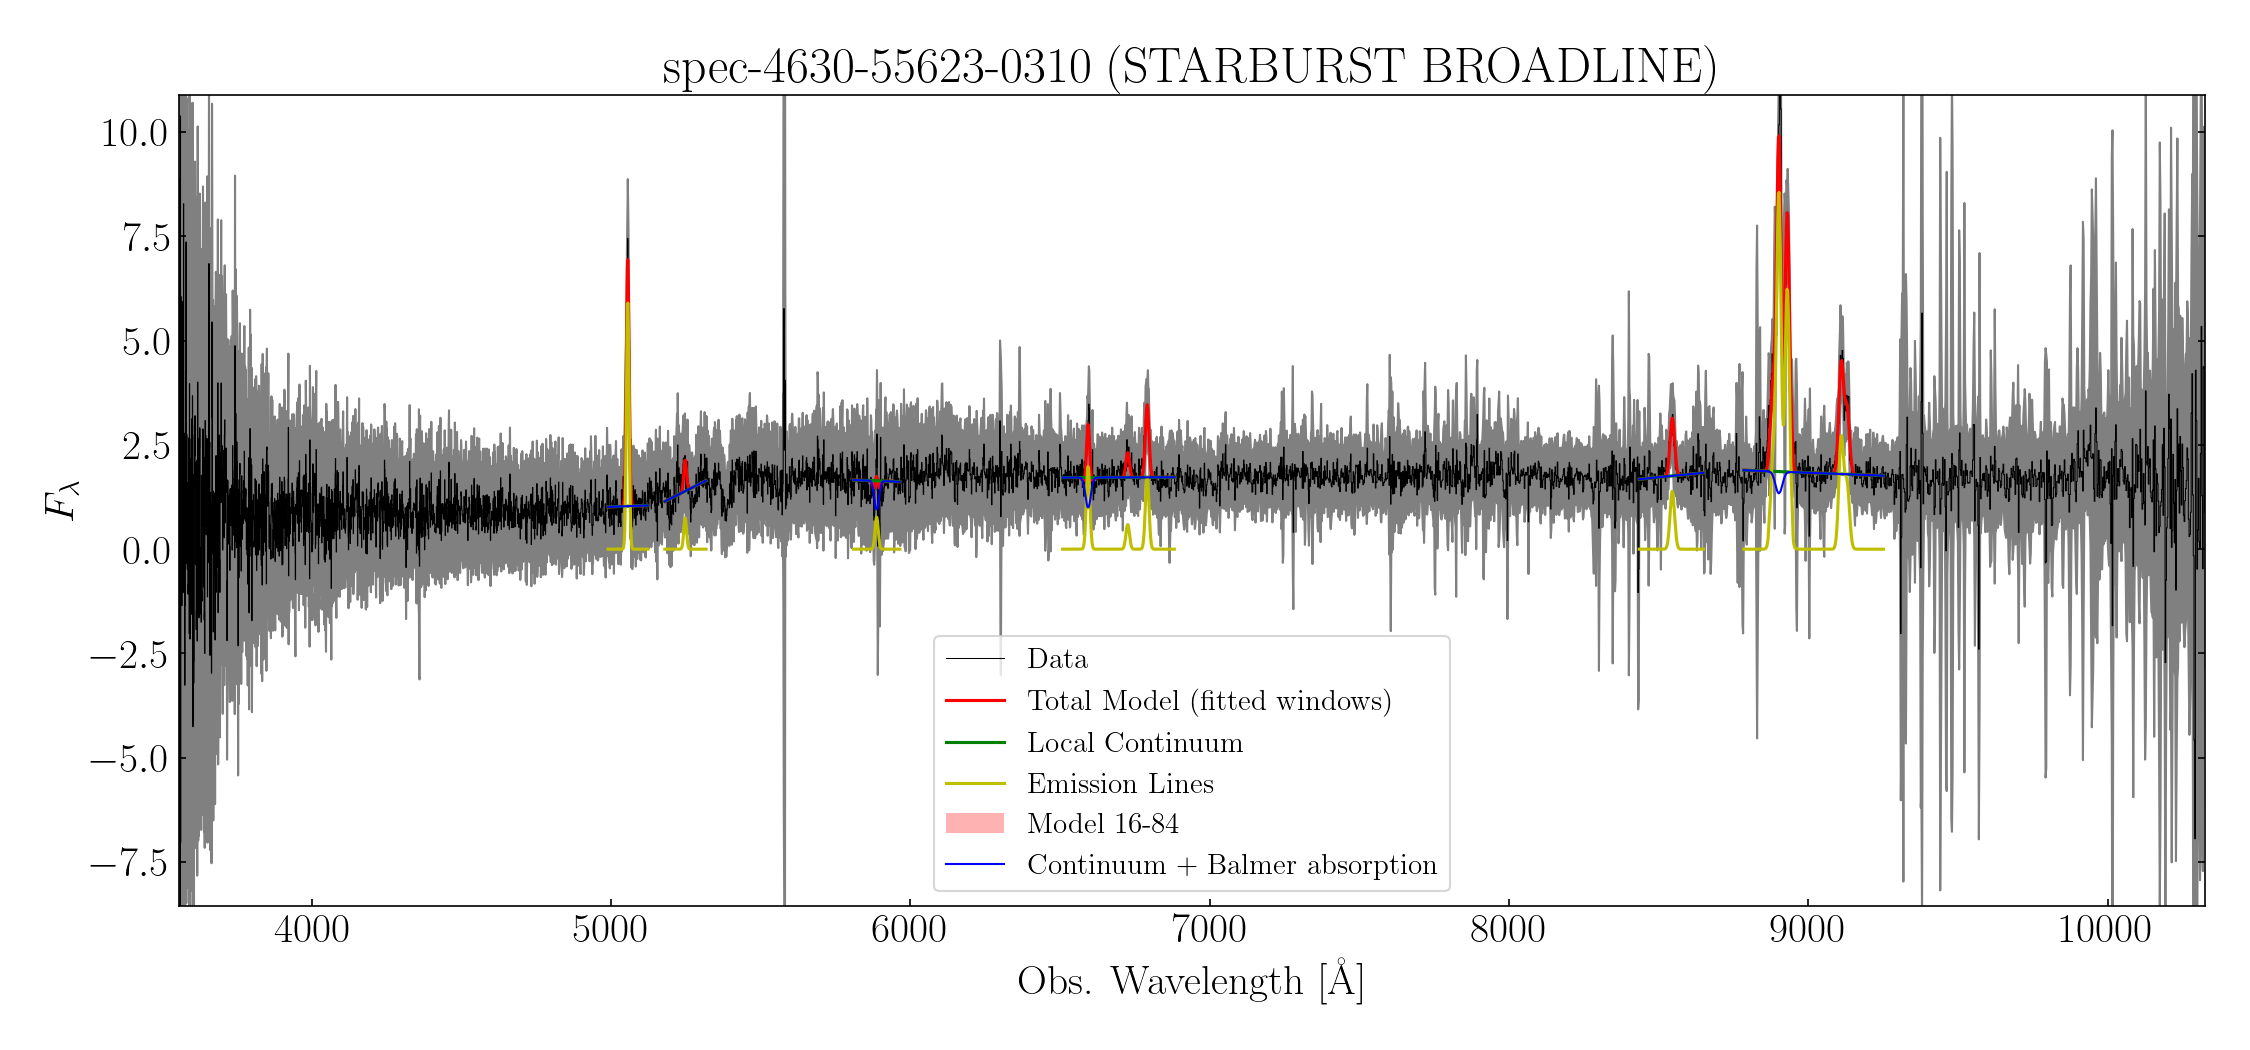 spec-4630-55623-0310 (STARBURST BROADLINE)
10.0
7.5
5.0
2.5
0.0
−2.5
−5.0
−7.5
F_λ
Data
Total Model (fitted windows)
Local Continuum
Emission Lines
Model 16-84
Continuum + Balmer absorption
4000 5000 6000 7000 8000 9000 10000
Obs. Wavelength [Å]